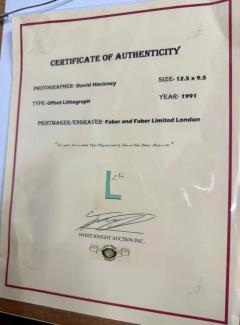 CERTIFICATE OF AUTHENTICITY
PHOTOGRAPHER- David Hockney
SIZE- 12.5 x 9.5
TYPE- Offset Lithograph
YEAR- 1991
PRINTMAKER/ENGRAVER- Faber and Faber Limited London
L
WHITE KNIGHT AUCTION INC.